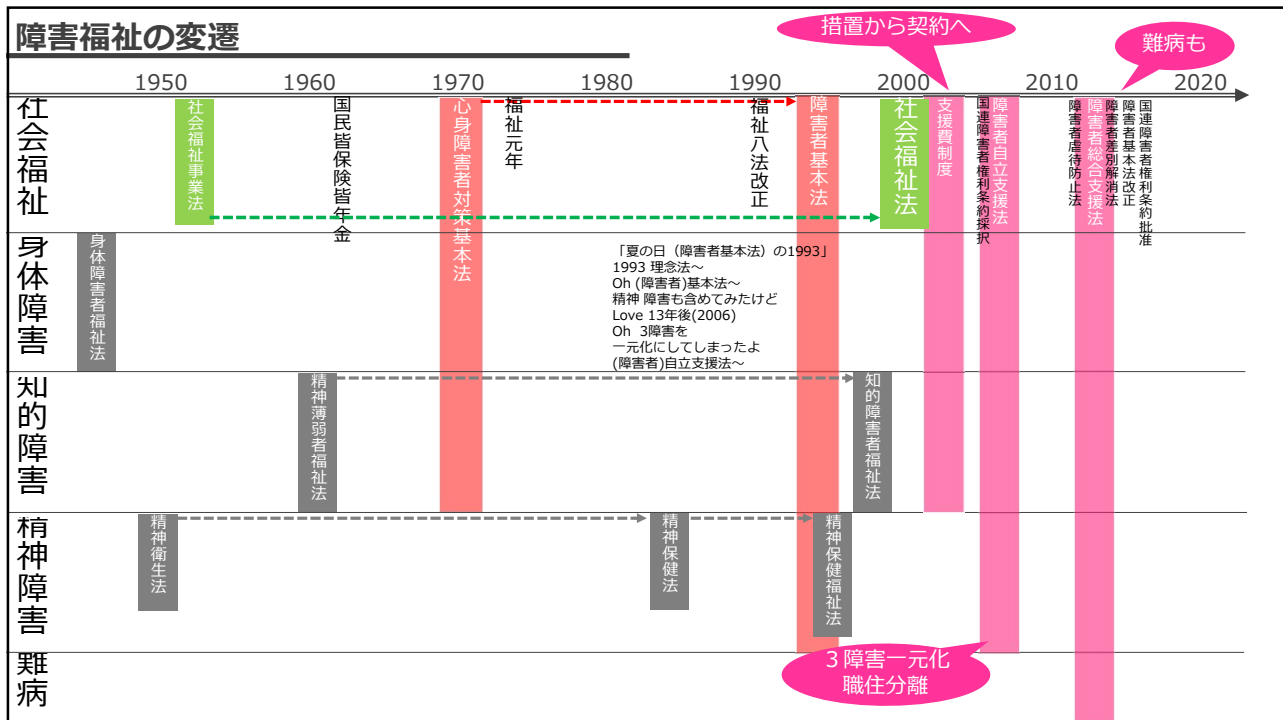 障害福祉の変遷
措置から契約へ
難病も
1950
1960
1970
1980
1990
2000
2010
2020
社会福祉
社会福祉事業法
国民皆保険皆年金
心身障害者対策基本法
福祉元年
福祉八法改正
障害者基本法
社会福祉法
支援費制度
国連障害者権利条約採択
障害者自立支援法
障害者虐待防止法
障害者総合支援法
障害者差別解消法
障害者基本法改正
国連障害者権利条約批准
身体障害
身体障害者福祉法
「夏の日（障害者基本法）の1993」
1993 理念法～
Oh (障害者)基本法～
精神 障害も含めてみたけど
Love 13年後(2006)
Oh 3障害を
一元化にしてしまったよ
(障害者)自立支援法～
知的障害
精神薄弱者福祉法
知的障害者福祉法
精神障害
精神衛生法
精神保健法
精神保健福祉法
３障害一元化
職住分離
難病